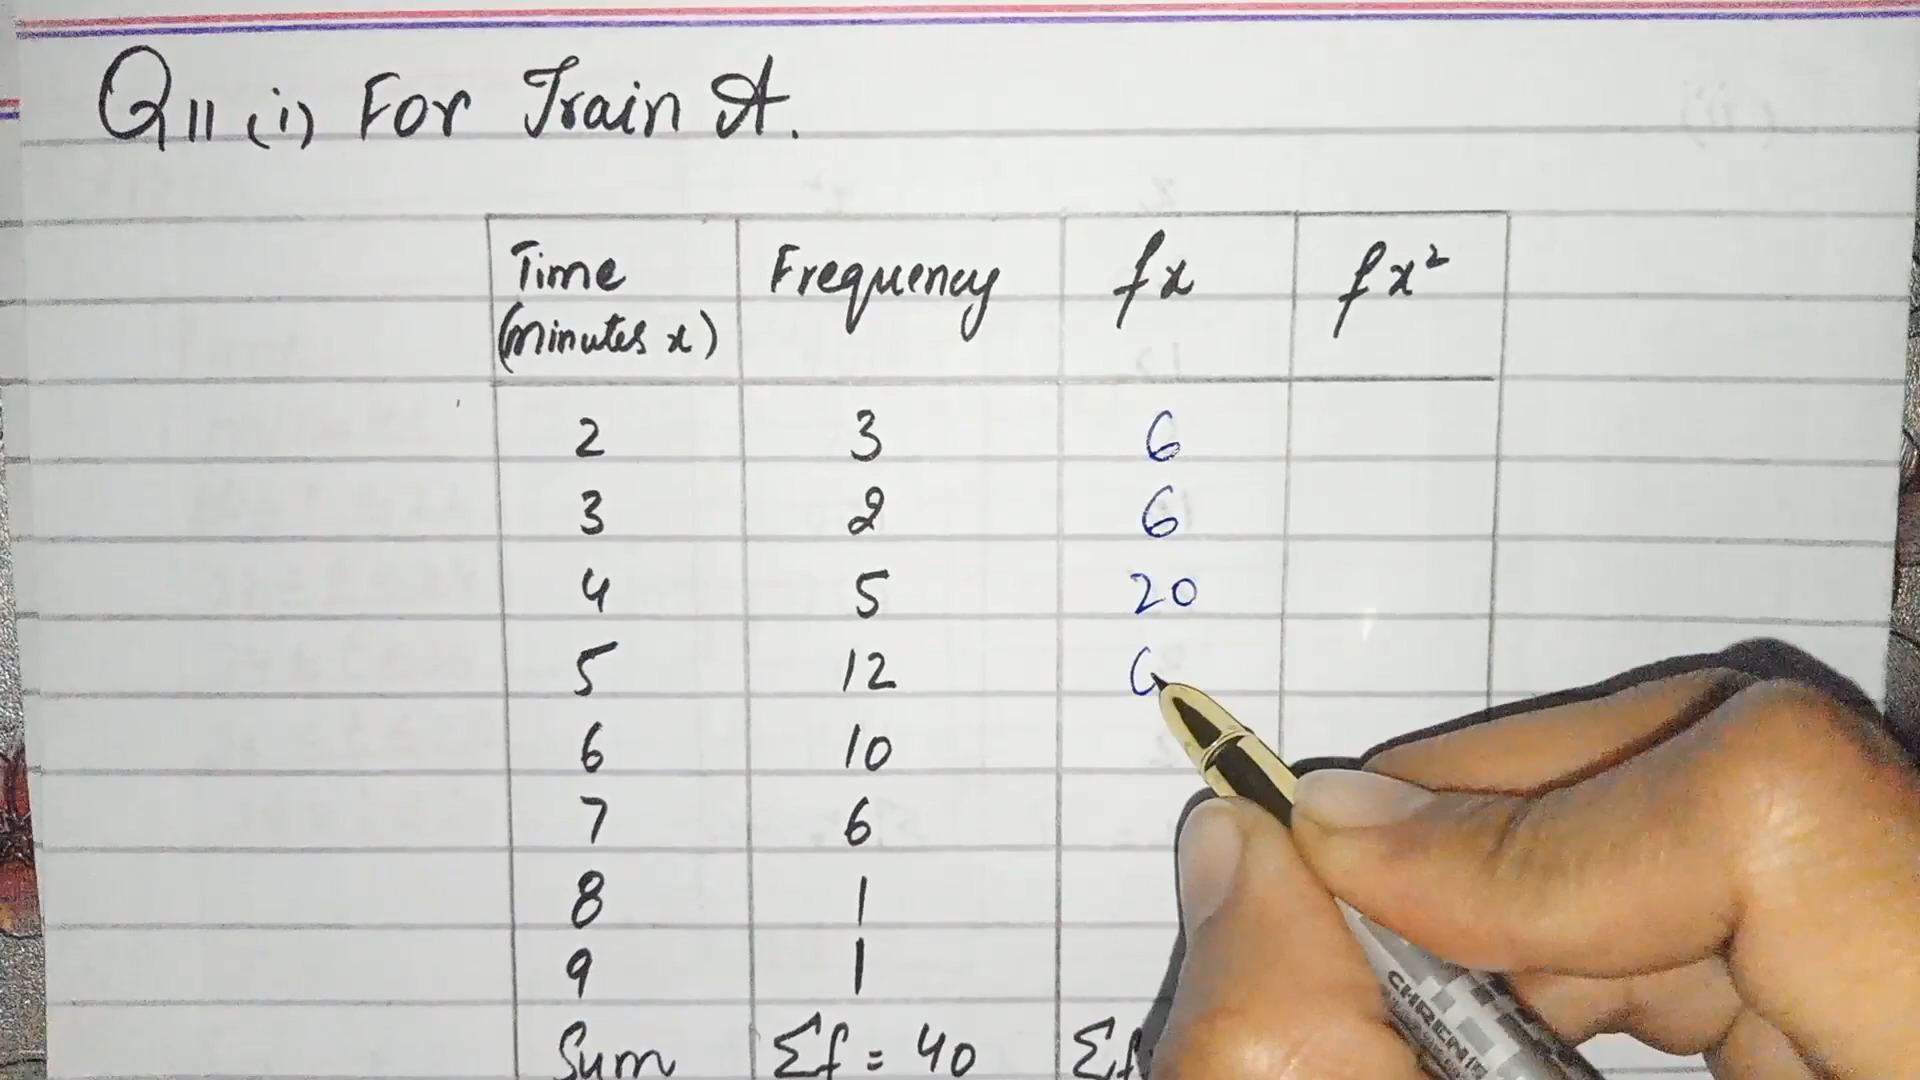 Q11 (i) For Train A.
Time (minutes x) Frequency fx fx²
2 3 6
3 2 6
4 5 20
5 12
6 10
7 6
8 1
9 1
Sum Σf = 40 Σf